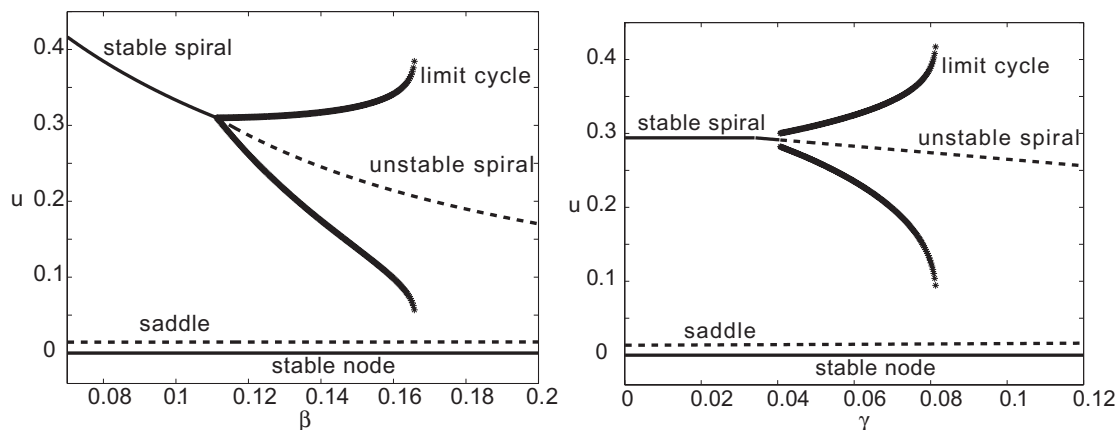 0.4
stable spiral
limit cycle
0.3
unstable spiral
u
0.2
0.1
saddle
0
stable node
0.08 0.1 0.12 0.14 0.16 0.18 0.2
β
0.4
limit cycle
stable spiral
0.3
unstable spiral
u
0.2
0.1
saddle
0
stable node
0 0.02 0.04 0.06 0.08 0.10 0.12
γ